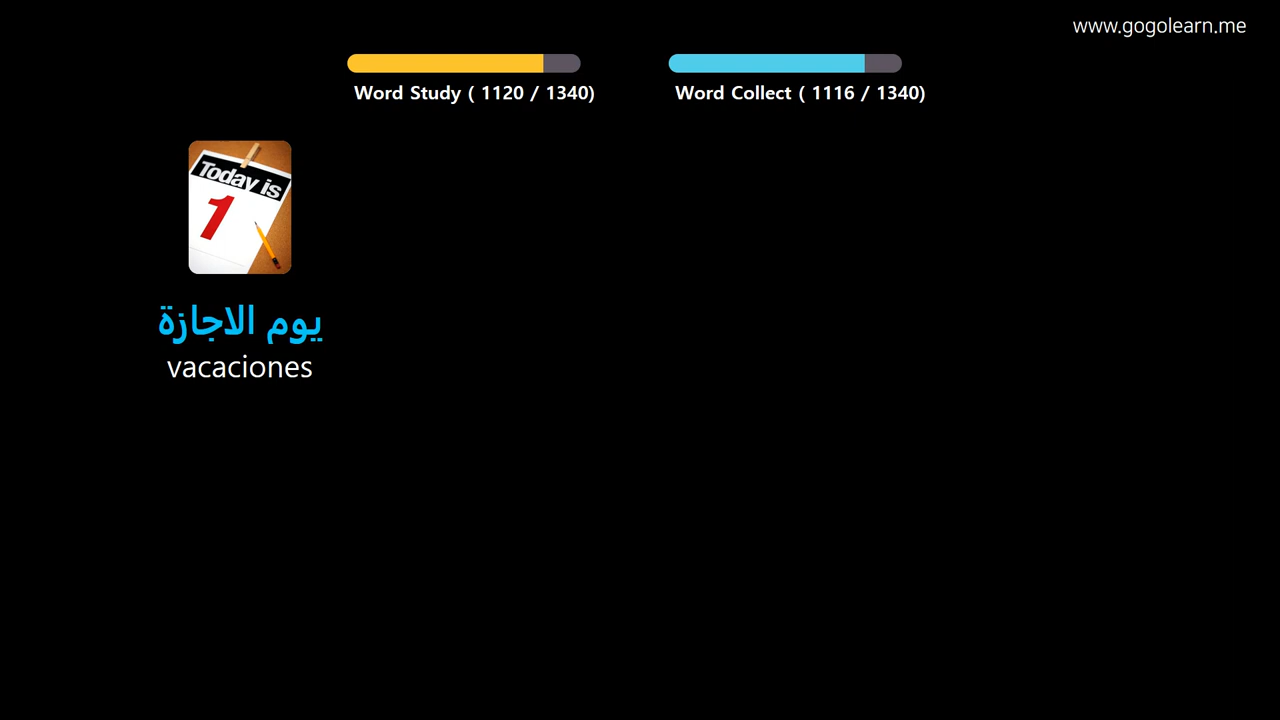 www.gogolearn.me
Word Study ( 1120 / 1340)
Word Collect ( 1116 / 1340)
Today is
1
يوم الاجازة
vacaciones